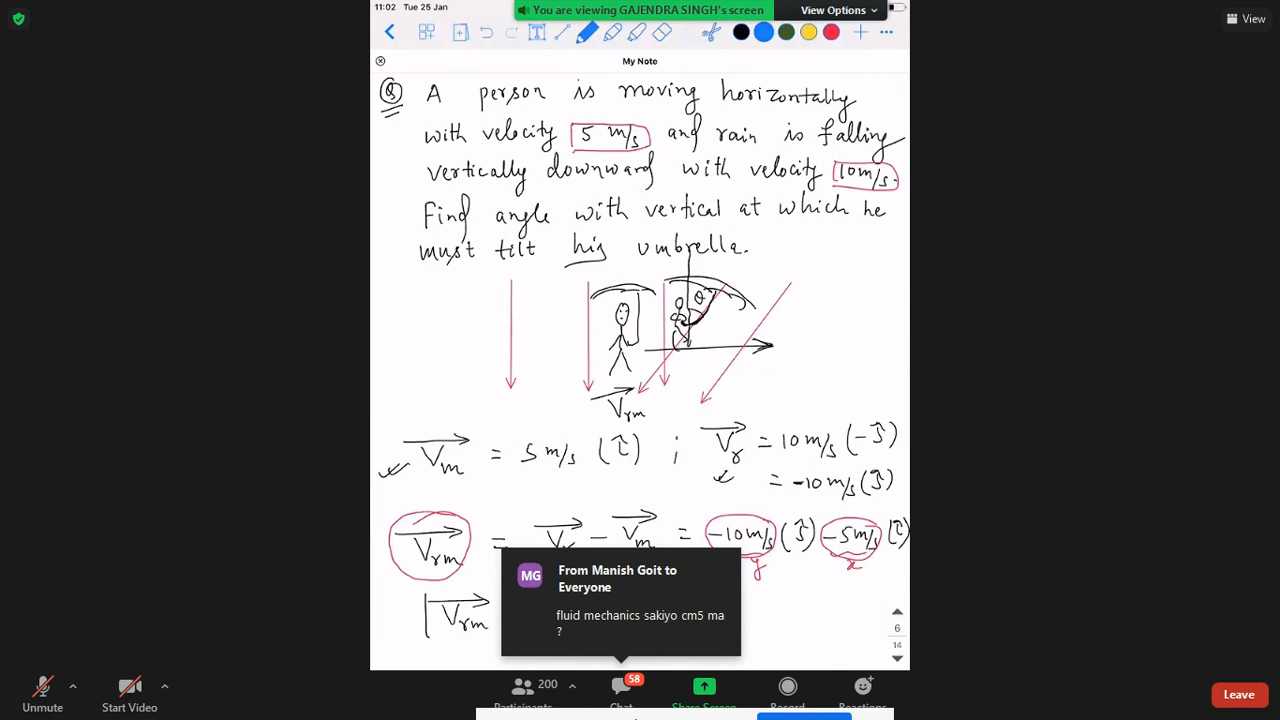 11:02 Tue 25 Jan
You are viewing GAJENDRA SINGH's screen
View Options
View
My Note
Q A person is moving horizontally
with velocity 5 m/s and rain is falling
vertically downward with velocity 10m/s.
Find angle with vertical at which he
must tilt his umbrella.
θ
Vrm
Vm = 5 m/s (î) ; Vr = 10 m/s (-ĵ)
= -10 m/s (ĵ)
Vrm = Vr - Vm = -10m/s (ĵ) -5m/s (î)
y x
|Vrm
MG
From Manish Goit to
Everyone
fluid mechanics sakiyo cm5 ma
?
6
14
Unmute
Start Video
200
Participants
58
Chat
Share Screen
Record
Reactions
Leave